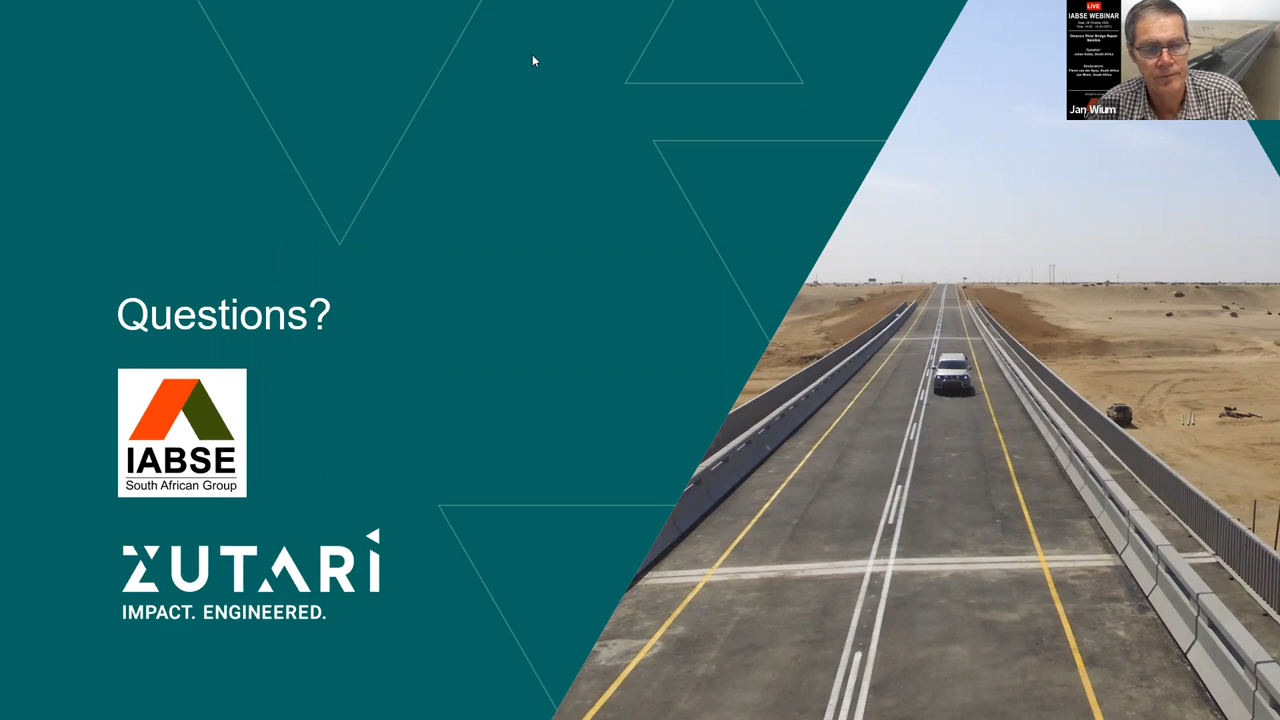 LIVE
IABSE WEBINAR
Jan Wium
Questions?
IABSE
South African Group
ZUTARI
IMPACT. ENGINEERED.